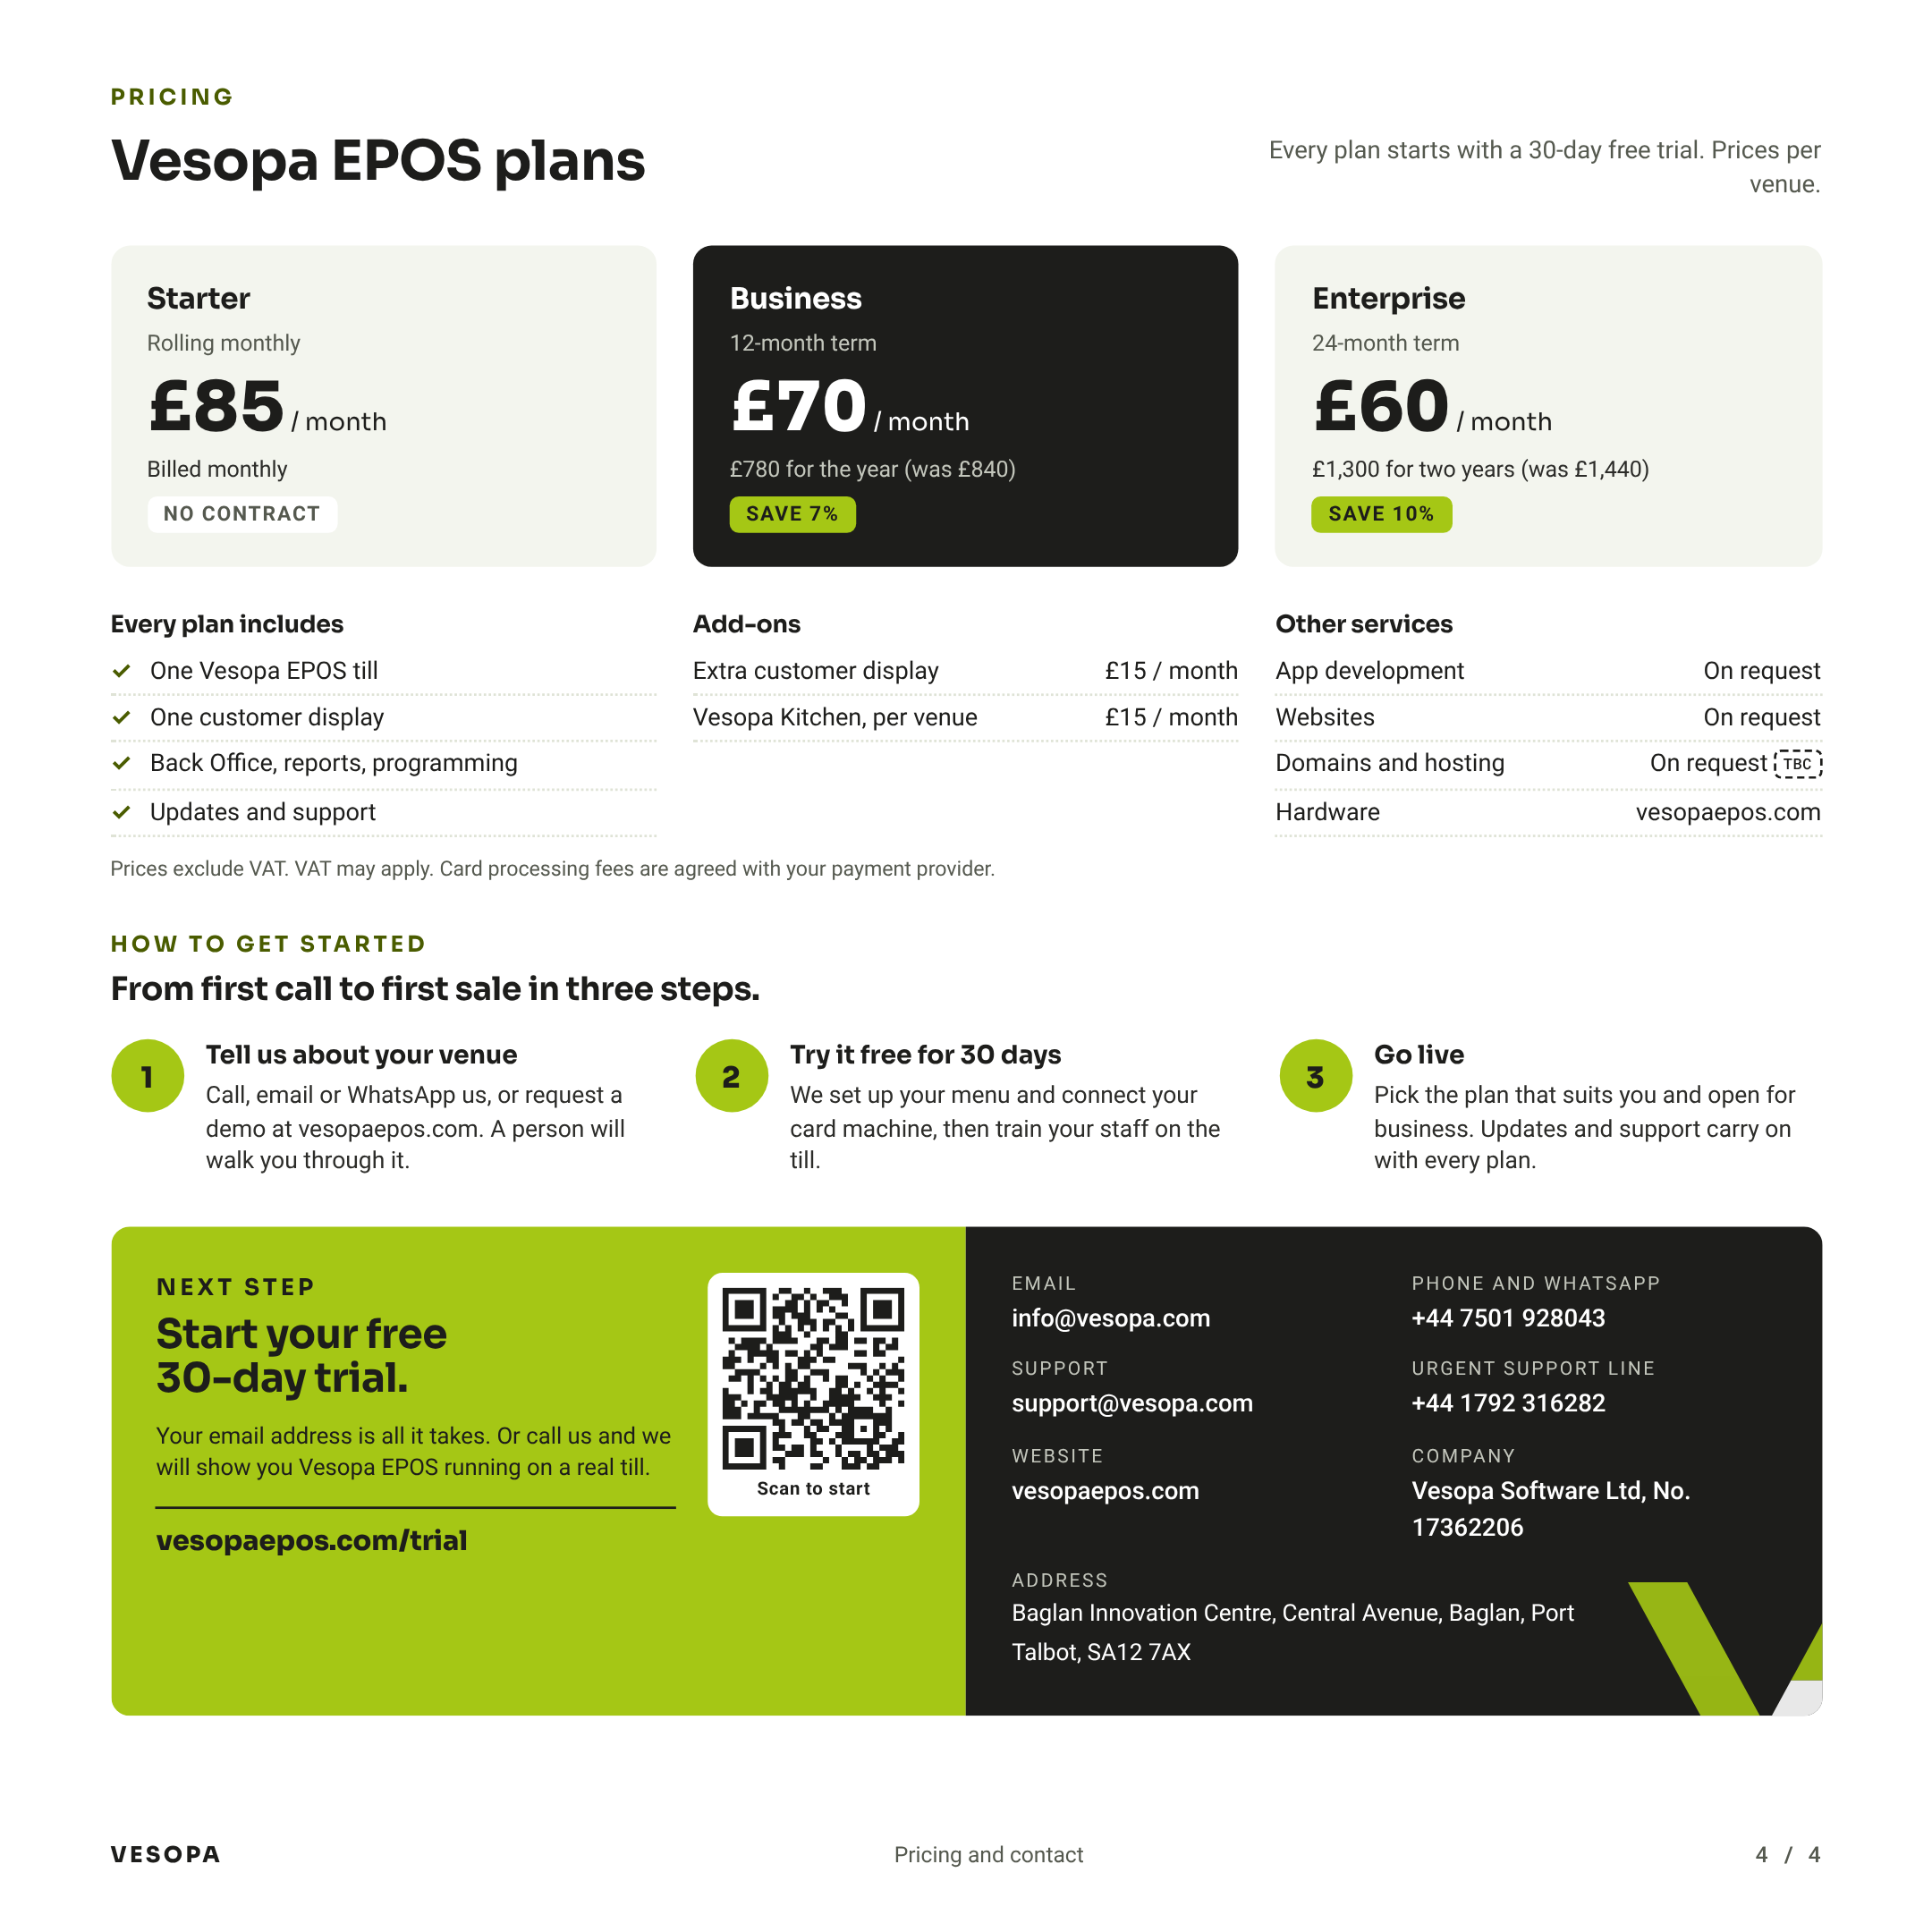 PRICING
Vesopa EPOS plans
Every plan starts with a 30-day free trial. Prices per
venue.
Starter
Rolling monthly
£85 / month
Billed monthly
NO CONTRACT
Business
12-month term
£70 / month
£780 for the year (was £840)
SAVE 7%
Enterprise
24-month term
£60 / month
£1,300 for two years (was £1,440)
SAVE 10%
Every plan includes
One Vesopa EPOS till
One customer display
Back Office, reports, programming
Updates and support
Add-ons
Extra customer display £15 / month
Vesopa Kitchen, per venue £15 / month
Other services
App development On request
Websites On request
Domains and hosting On request TBC
Hardware vesopaepos.com
Prices exclude VAT. VAT may apply. Card processing fees are agreed with your payment provider.
HOW TO GET STARTED
From first call to first sale in three steps.
1
Tell us about your venue
Call, email or WhatsApp us, or request a
demo at vesopaepos.com. A person will
walk you through it.
2
Try it free for 30 days
We set up your menu and connect your
card machine, then train your staff on the
till.
3
Go live
Pick the plan that suits you and open for
business. Updates and support carry on
with every plan.
NEXT STEP
Start your free
30-day trial.
Your email address is all it takes. Or call us and we
will show you Vesopa EPOS running on a real till.
vesopaepos.com/trial
Scan to start
EMAIL
info@vesopa.com
PHONE AND WHATSAPP
+44 7501 928043
SUPPORT
support@vesopa.com
URGENT SUPPORT LINE
+44 1792 316282
WEBSITE
vesopaepos.com
COMPANY
Vesopa Software Ltd, No.
17362206
ADDRESS
Baglan Innovation Centre, Central Avenue, Baglan, Port
Talbot, SA12 7AX
VESOPA
Pricing and contact
4 / 4